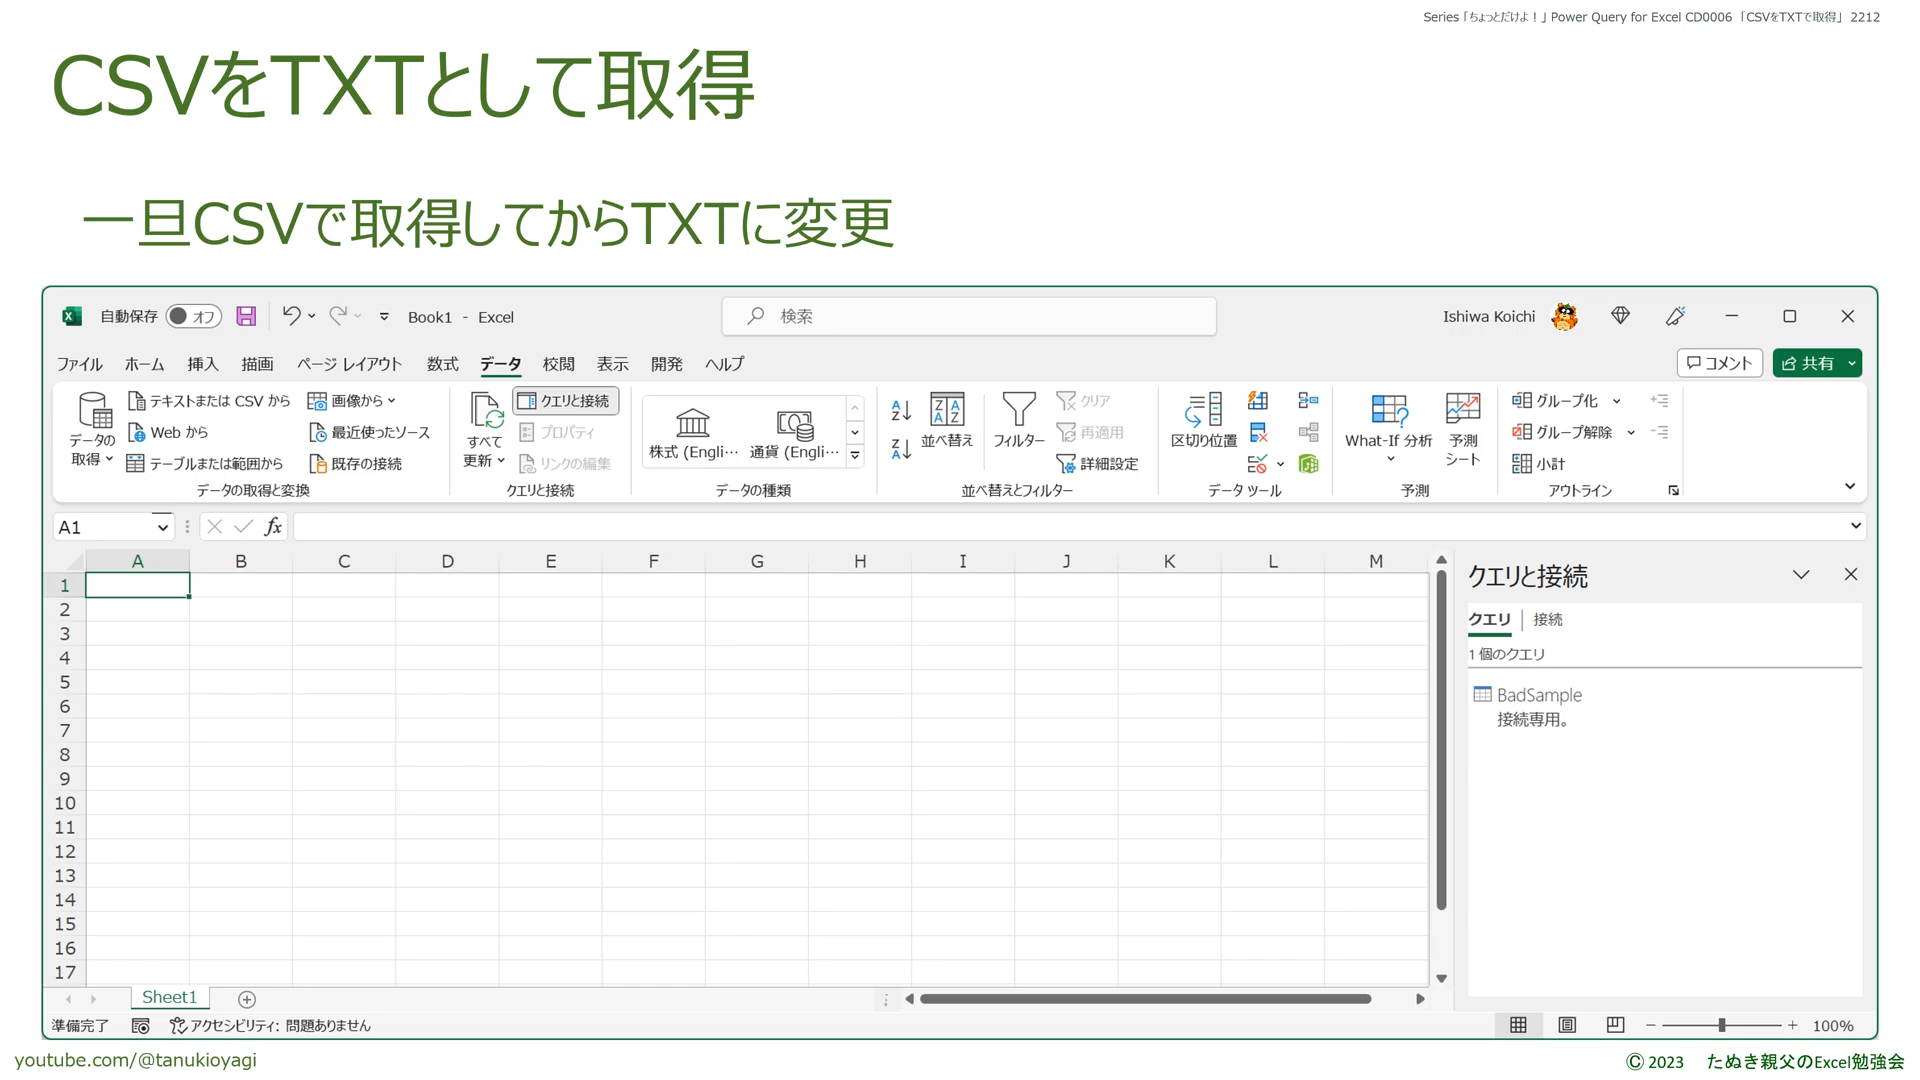 Series「ちょっとだけよ！」Power Query for Excel CD0006 「CSVをTXTで取得」 2212
CSVをTXTとして取得
一旦CSVで取得してからTXTに変更
自動保存 オフ Book1 - Excel 検索 Ishiwa Koichi
ファイル ホーム 挿入 描画 ページ レイアウト 数式 データ 校閲 表示 開発 ヘルプ コメント 共有
データの取得 テキストまたは CSV から Web から テーブルまたは範囲から 画像から 最近使ったソース 既存の接続
すべて更新 クエリと接続 プロパティ リンクの編集
株式 (Engli… 通貨 (Engli…
並べ替え フィルター クリア 再適用 詳細設定
区切り位置
What-If 分析 予測シート
グループ化 グループ解除 小計
データの取得と変換 クエリと接続 データの種類 並べ替えとフィルター データ ツール 予測 アウトライン
A1 fx
A B C D E F G H I J K L M
1
2
3
4
5
6
7
8
9
10
11
12
13
14
15
16
17
クエリと接続
クエリ | 接続
1 個のクエリ
BadSample
接続専用。
Sheet1
準備完了 アクセシビリティ: 問題ありません 100%
youtube.com/@tanukioyagi
© 2023 たぬき親父のExcel勉強会